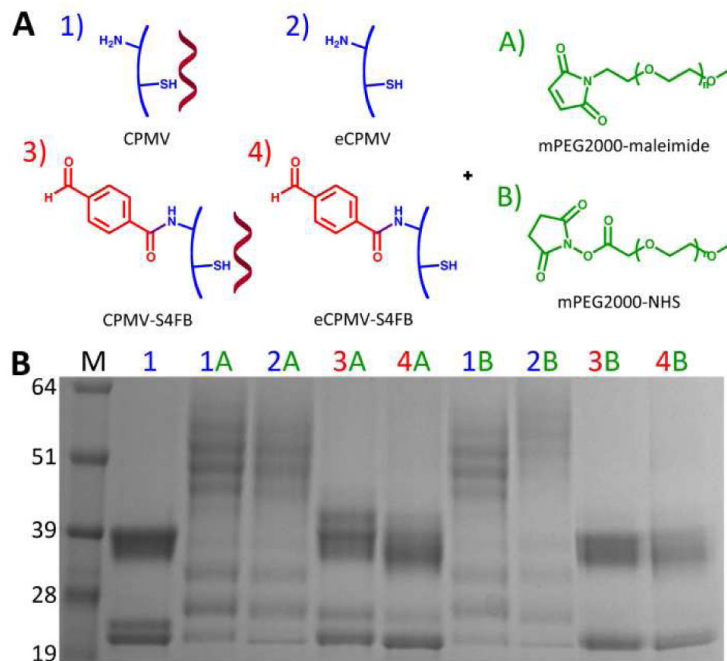 A
1)
2)
A)
H₂N
SH
H₂N
SH
O
N
O
O
n
O
CPMV
eCPMV
mPEG2000-maleimide
3)
4)
+
B)
O
H
O
H
N
SH
O
H
O
H
N
SH
O
N
O
O
O
O
n
O
CPMV-S4FB
eCPMV-S4FB
mPEG2000-NHS
B M 1 1A 2A 3A 4A 1B 2B 3B 4B
64
51
39
28
19